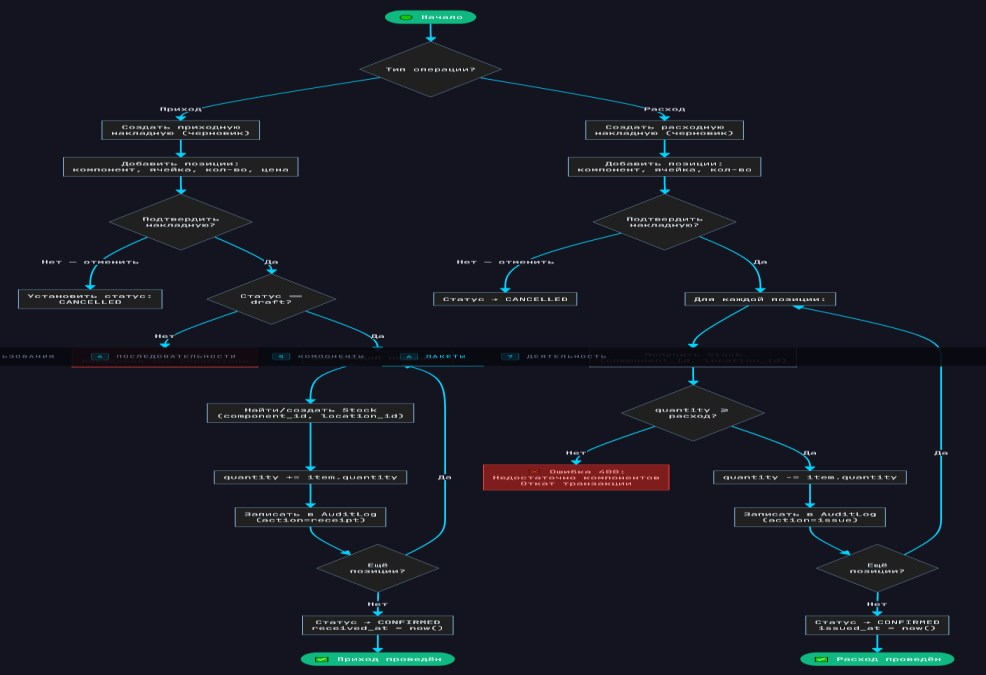 Начало
Тип операции?
Приход
Расход
Создать приходную
накладную (черновик)
Создать расходную
накладную (черновик)
Добавить позиции:
компонент, ячейка, кол-во, цена
Добавить позиции:
компонент, ячейка, кол-во
Подтвердить
накладную?
Подтвердить
накладную?
Нет — отменить
Да
Нет — отменить
Да
Установить статус:
CANCELLED
Статус ==
draft?
Статус → CANCELLED
Для каждой позиции:
Нет
Да
ЬЗОВАНИЯ
ПОСЛЕДОВАТЕЛЬНОСТИ
КОМПОНЕНТЫ
ПАКЕТЫ
7 ДЕЯТЕЛЬНОСТЬ
Найти/создать Stock
(component_id, location_id)
quantity ≥
расход?
Нет
Да
Да
Ошибка 400:
Недостаточно компонентов
Откат транзакции
quantity += item.quantity
Да
quantity -= item.quantity
Записать в AuditLog
(action=receipt)
Записать в AuditLog
(action=issue)
Ещё
позиции?
Ещё
позиции?
Нет
Нет
Статус → CONFIRMED
received_at = now()
Статус → CONFIRMED
issued_at = now()
Приход проведён
Расход проведён